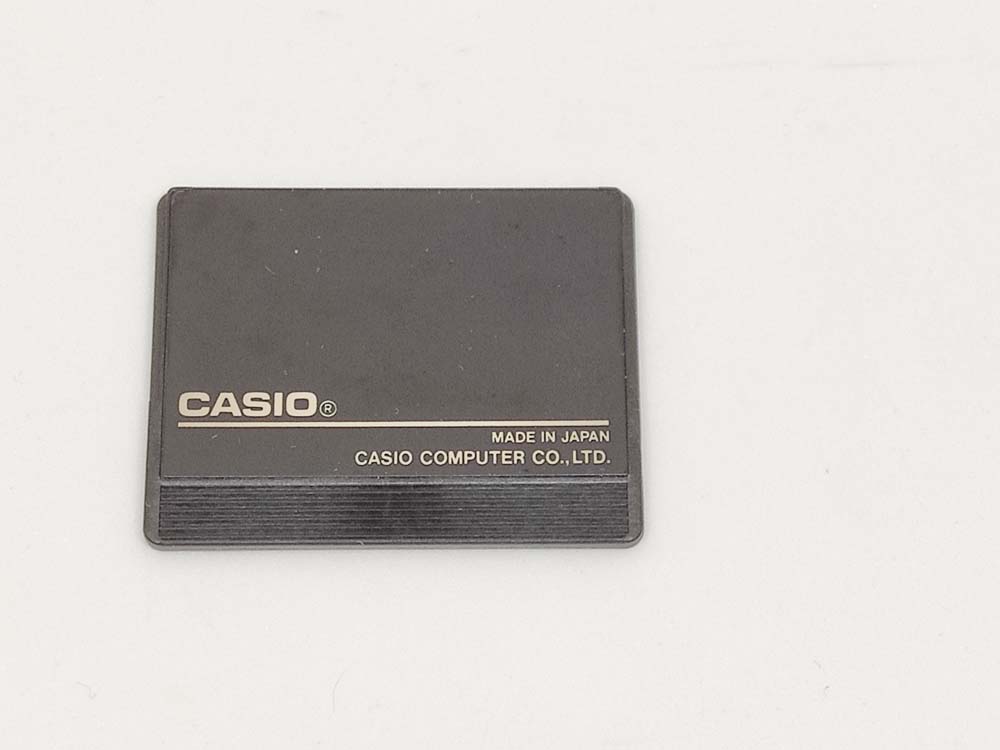 CASIO®
MADE IN JAPAN
CASIO COMPUTER CO.,LTD.